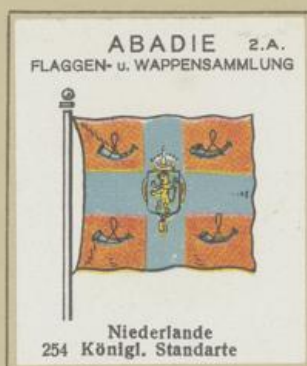 ABADIE 2.A.
FLAGGEN- u. WAPPENSAMMLUNG
Niederlande
254 Königl. Standarte